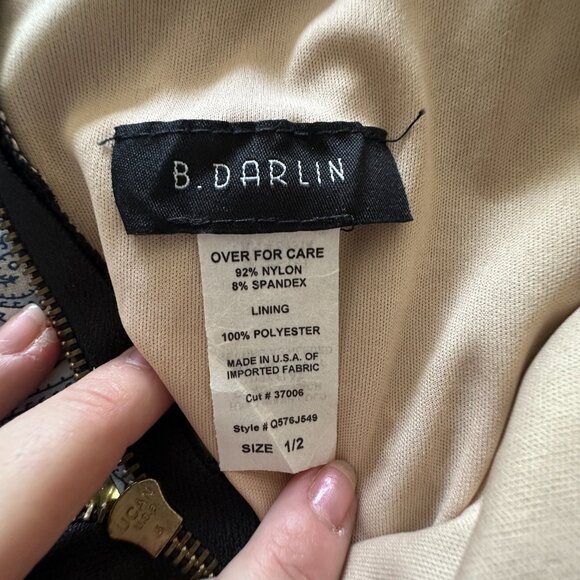 B. DARLIN
OVER FOR CARE
92% NYLON
8% SPANDEX
LINING
100% POLYESTER
MADE IN U.S.A. OF
IMPORTED FABRIC
Cut # 37006
Style # Q576J549
SIZE 1/2